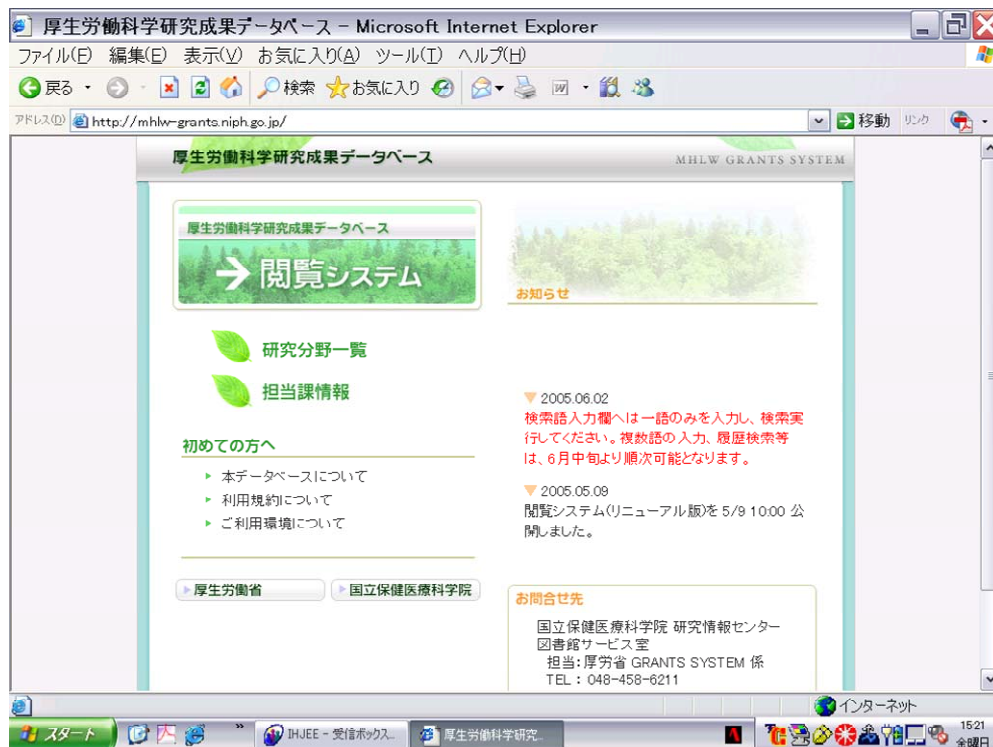 厚生労働科学研究成果データベース - Microsoft Internet Explorer
ファイル(F) 編集(E) 表示(V) お気に入り(A) ツール(T) ヘルプ(H)
戻る 検索 お気に入り
アドレス(D) http://mhlw-grants.niph.go.jp/ 移動 リンク
厚生労働科学研究成果データベース MHLW GRANTS SYSTEM
厚生労働科学研究成果データベース
閲覧システム
お知らせ
研究分野一覧
担当課情報
2005.06.02
検索語入力欄へは一語のみを入力し、検索実
行してください。複数語の入力、履歴検索等
は、6月中旬より順次可能となります。
初めての方へ
本データベースについて
利用規約について
ご利用環境について
2005.05.09
閲覧システム(リニューアル版)を 5/9 10:00 公
開しました。
厚生労働省 国立保健医療科学院
お問合せ先
国立保健医療科学院 研究情報センター
図書館サービス室
担当:厚労省 GRANTS SYSTEM 係
TEL : 048-458-6211
インターネット
スタート IHJEE - 受信ボックス... 厚生労働科学研究... 15:21
金曜日